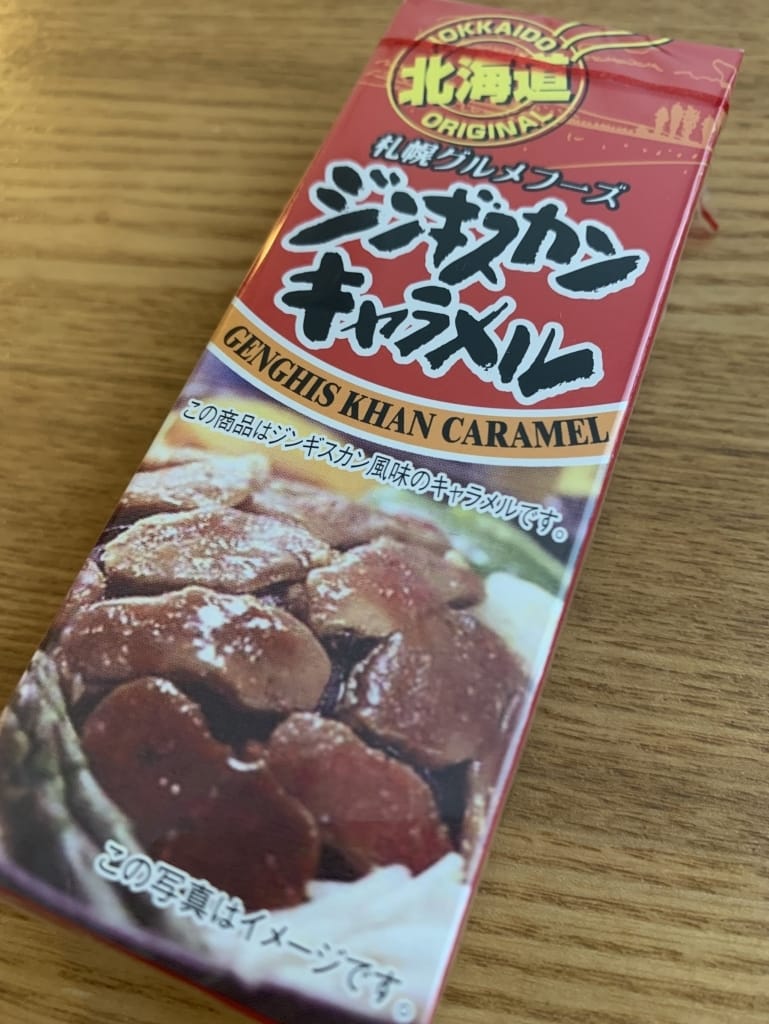 HOKKAIDO
北海道
ORIGINAL
札幌グルメフーズ
ジンギスカン
キャラメル
GENGHIS KHAN CARAMEL
この商品はジンギスカン風味のキャラメルです。
この写真はイメージです。